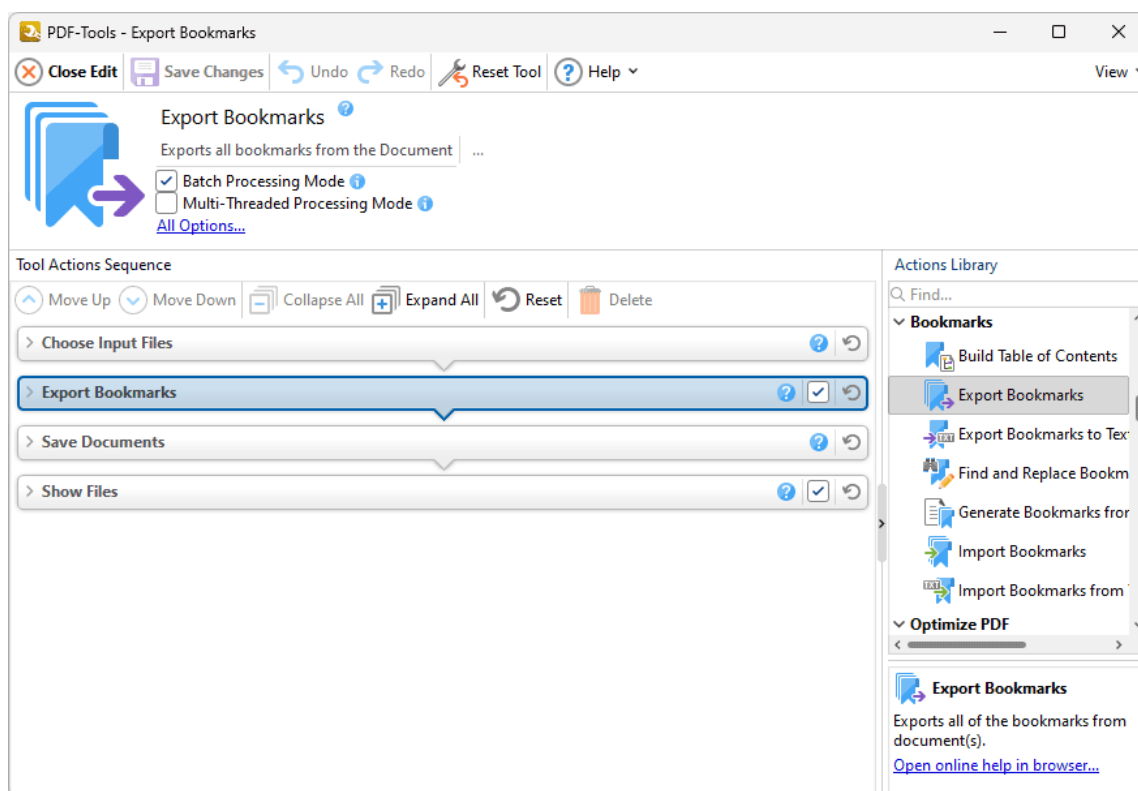 PDF-Tools - Export Bookmarks
Close Edit Save Changes Undo Redo Reset Tool Help View
Export Bookmarks
Exports all bookmarks from the Document ...
Batch Processing Mode
Multi-Threaded Processing Mode
All Options...
Tool Actions Sequence
Move Up Move Down Collapse All Expand All Reset Delete
Choose Input Files
Export Bookmarks
Save Documents
Show Files
Actions Library
Find...
Bookmarks
Build Table of Contents
Export Bookmarks
TXT Export Bookmarks to
Find and Replace
Generate Bookmarks
Import Bookmarks
TXT Import Bookmarks from
Optimize PDF
Export Bookmarks
Exports all of the bookmarks from
document(s).
Open online help in browser...